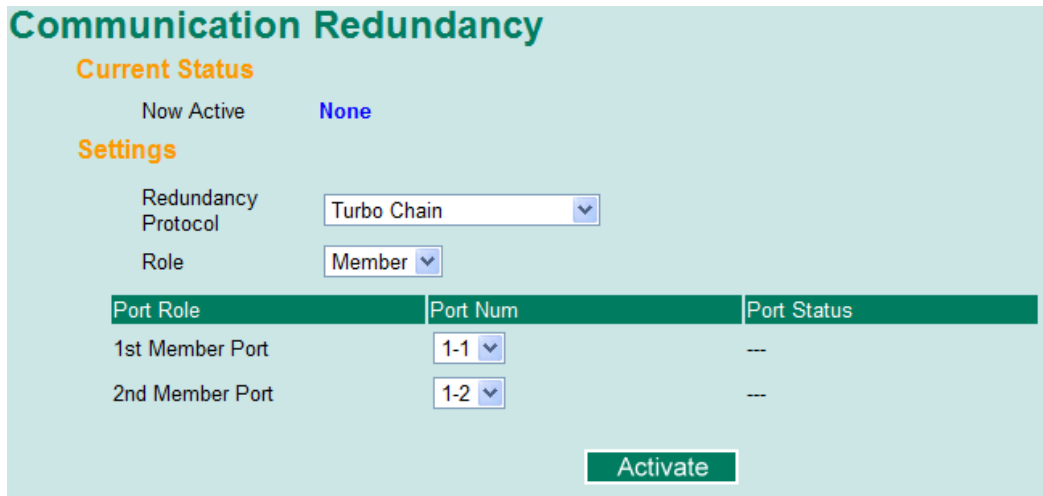 Communication Redundancy
Current Status
Now Active None
Settings
Redundancy
Protocol Turbo Chain
Role Member
Port Role Port Num Port Status
1st Member Port 1-1 ---
2nd Member Port 1-2 ---
Activate